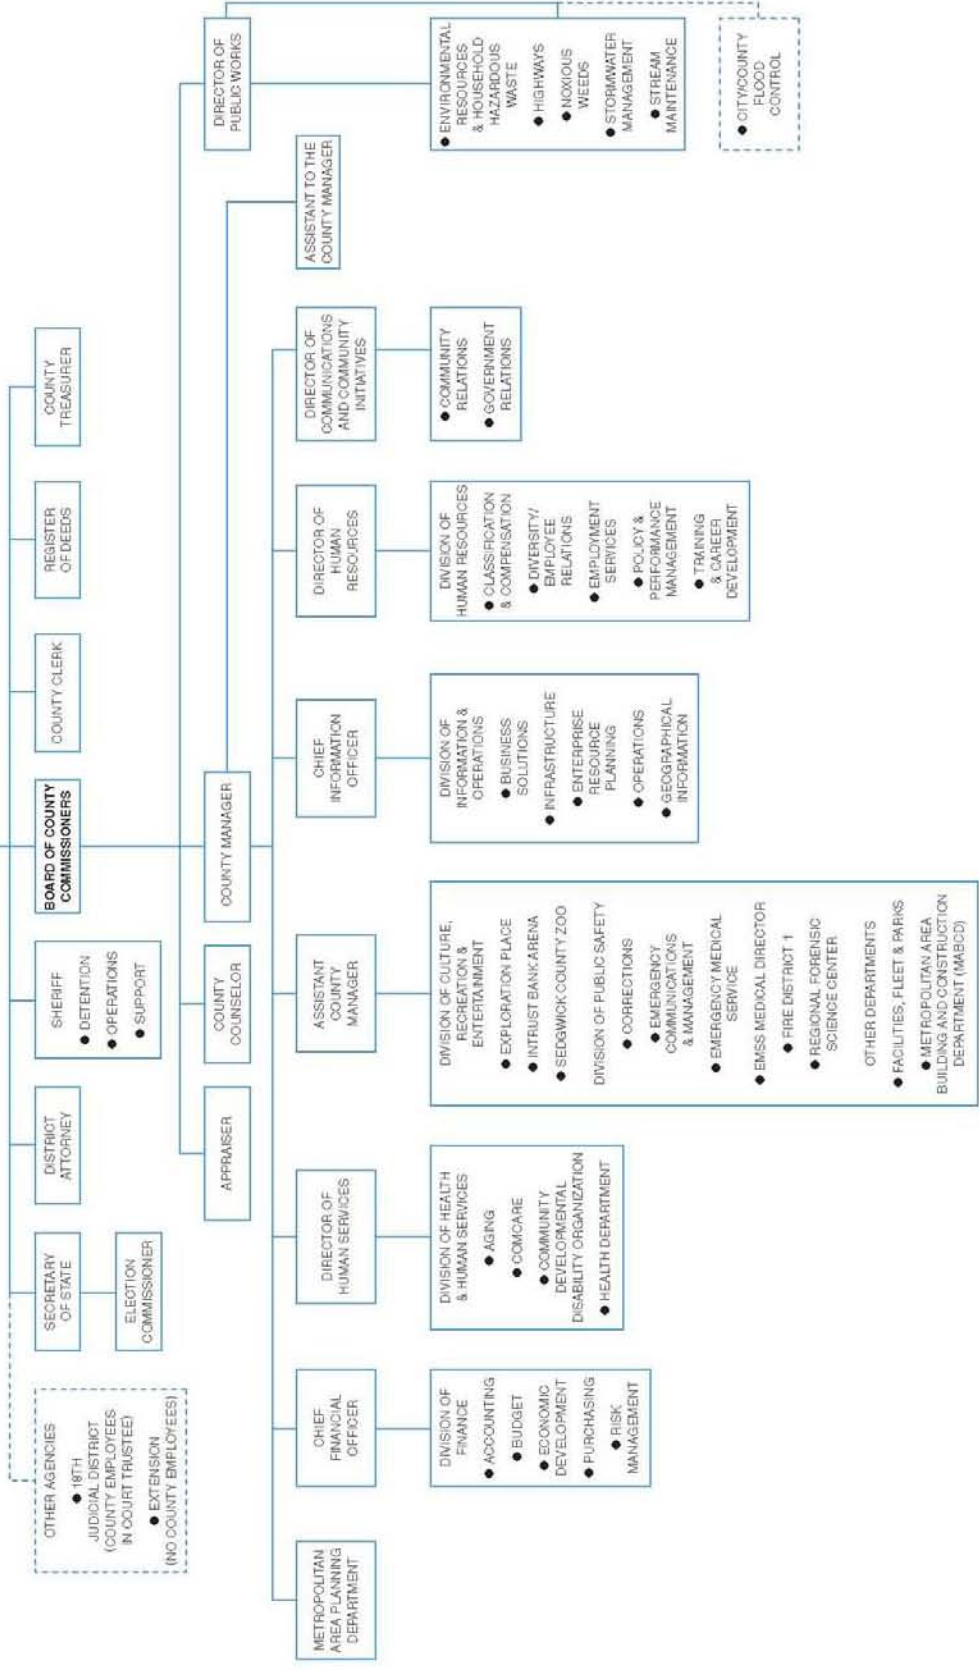 OTHER AGENCIES
● 18TH
JUDICIAL DISTRICT
(COUNTY EMPLOYEES
IN COURT TRUSTEE)
● EXTENSION
(NO COUNTY EMPLOYEES)
SECRETARY
OF STATE
ELECTION
COMMISSIONER
DISTRICT
ATTORNEY
SHERIFF
● DETENTION
● OPERATIONS
● SUPPORT
BOARD OF COUNTY
COMMISSIONERS
COUNTY CLERK
REGISTER
OF DEEDS
COUNTY
TREASURER
APPRAISER
COUNTY
COUNSELOR
COUNTY MANAGER
DIRECTOR OF
PUBLIC WORKS
METROPOLITAN
AREA PLANNING
DEPARTMENT
CHIEF
FINANCIAL
OFFICER
DIRECTOR OF
HUMAN SERVICES
ASSISTANT
COUNTY
MANAGER
CHIEF
INFORMATION
OFFICER
DIRECTOR OF
HUMAN
RESOURCES
DIRECTOR OF
COMMUNICATIONS
AND COMMUNITY
INITIATIVES
ASSISTANT TO THE
COUNTY MANAGER
DIVISION OF
FINANCE
● ACCOUNTING
● BUDGET
● ECONOMIC
DEVELOPMENT
● PURCHASING
● RISK
MANAGEMENT
DIVISION OF HEALTH
& HUMAN SERVICES
● AGING
● COMCARE
● COMMUNITY
DEVELOPMENTAL
DISABILITY ORGANIZATION
● HEALTH DEPARTMENT
DIVISION OF CULTURE,
RECREATION &
ENTERTAINMENT
● EXPLORATION PLACE
● INTRUST BANK ARENA
● SEDGWICK COUNTY ZOO
DIVISION OF PUBLIC SAFETY
● CORRECTIONS
● EMERGENCY
COMMUNICATIONS
& MANAGEMENT
● EMERGENCY MEDICAL
SERVICE
● EMSS MEDICAL DIRECTOR
● FIRE DISTRICT 1
● REGIONAL FORENSIC
SCIENCE CENTER
OTHER DEPARTMENTS
● FACILITIES, FLEET & PARKS
● METROPOLITAN AREA
BUILDING AND CONSTRUCTION
DEPARTMENT (MABCD)
DIVISION OF
INFORMATION &
OPERATIONS
● BUSINESS
SOLUTIONS
● INFRASTRUCTURE
● ENTERPRISE
RESOURCE
PLANNING
● OPERATIONS
● GEOGRAPHICAL
INFORMATION
DIVISION OF
HUMAN RESOURCES
● CLASSIFICATION
& COMPENSATION
● DIVERSITY/
EMPLOYEE
RELATIONS
● EMPLOYMENT
SERVICES
● POLICY &
PERFORMANCE
MANAGEMENT
● TRAINING
& CAREER
DEVELOPMENT
● COMMUNITY
RELATIONS
● GOVERNMENT
RELATIONS
● ENVIRONMENTAL
RESOURCES
& HOUSEHOLD
HAZARDOUS
WASTE
● HIGHWAYS
● NOXIOUS
WEEDS
● STORMWATER
MANAGEMENT
● STREAM
MAINTENANCE
● CITY/COUNTY
FLOOD
CONTROL